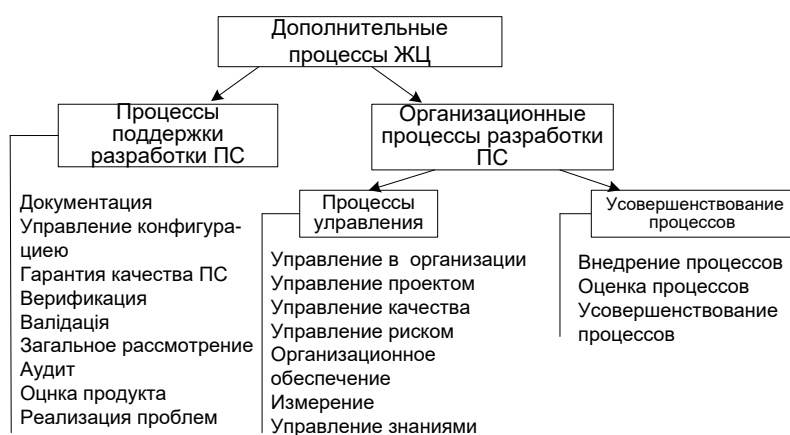 Дополнительные
процессы ЖЦ
Процессы
поддержки
разработки ПС
Организационные
процессы разработки
ПС
Документация
Управление конфигура-
циею
Гарантия качества ПС
Верификация
Валідація
Загальное рассмотрение
Аудит
Оцнка продукта
Реализация проблем
Процессы
улравления
Управление в организации
Управление проектом
Управление качества
Управление риском
Организационное
обеспечение
Измерение
Управление знаниями
Усовершенствование
процессов
Внедрение процессов
Оценка процессов
Усовершенствование
процессов